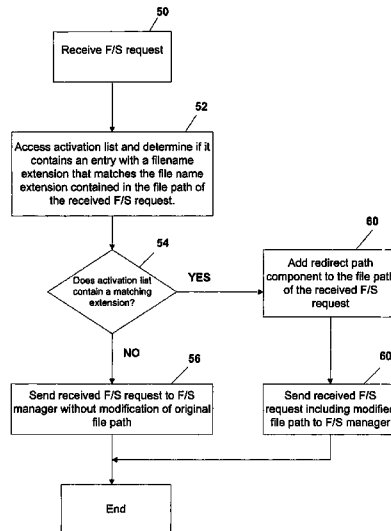 50
Receive F/S request
52
Access activation list and determine if it
contains an entry with a filename
extension that matches the file name
extension contained in the file path of
the received F/S request.
54
Does activation list
contain a matching
extension?
YES
60
Add redirect path
component to the file path
of the received F/S
request
NO
56
Send received F/S request to F/S
manager without modification of original
file path
60
Send received F/S
request including modified
file path to F/S manager
End